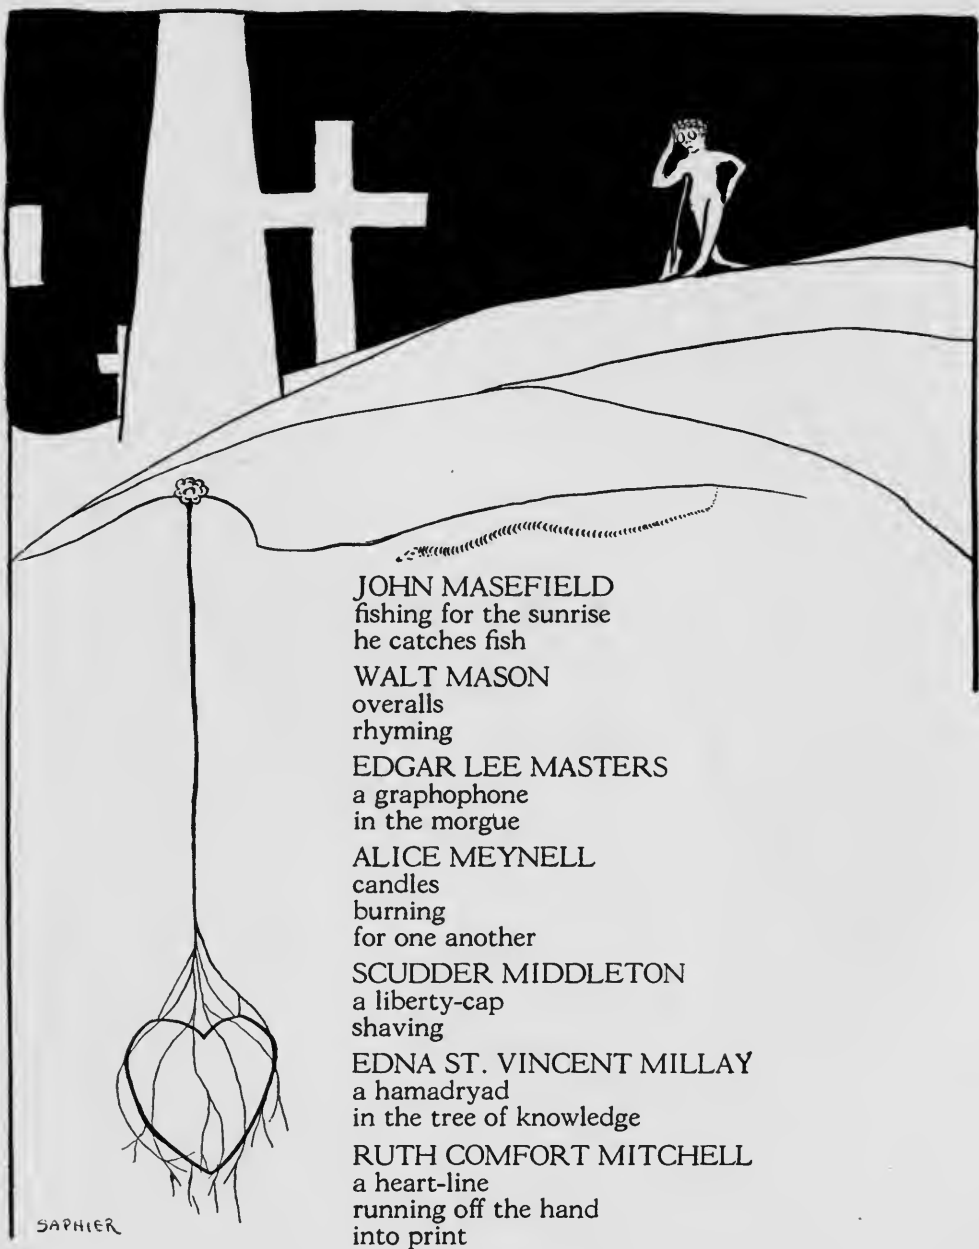 JOHN MASEFIELD
fishing for the sunrise
he catches fish
WALT MASON
overalls
rhyming
EDGAR LEE MASTERS
a graphophone
in the morgue
ALICE MEYNELL
candles
burning
for one another
SCUDDER MIDDLETON
a liberty-cap
shaving
EDNA ST. VINCENT MILLAY
a hamadryad
in the tree of knowledge
RUTH COMFORT MITCHELL
a heart-line
running off the hand
into print
SAPHIER